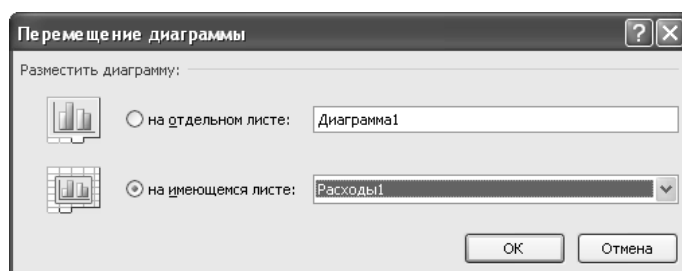 Перемещение диаграммы
Разместить диаграмму:
на отдельном листе: Диаграмма1
на имеющемся листе: Расходы1
ОК Отмена